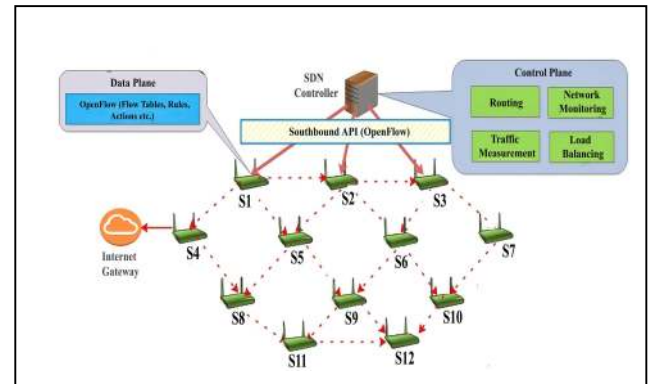 SDN
Controller
Data Plane
OpenFlow (Flow Tables, Rules,
Actions etc.)
Control Plane
Routing
Network
Monitoring
Traffic
Measurement
Load
Balancing
Southbound API (OpenFlow)
S1
S2
S3
S4
S5
S6
S7
Internet
Gateway
S8
S9
S10
S11
S12